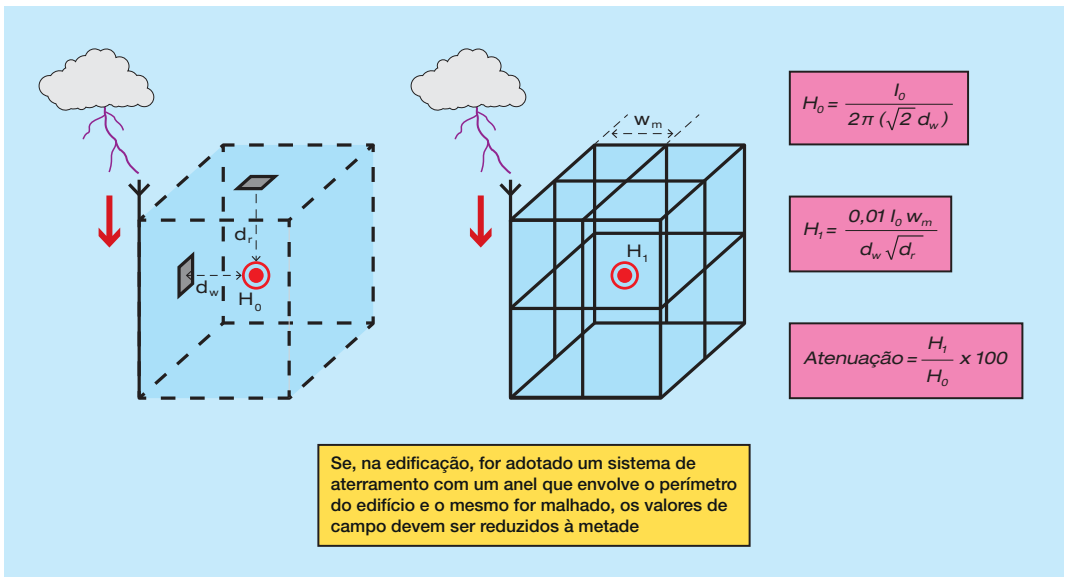 d_r
d_w
H_0
w_m
H_1
H_0 = I_0 / 2π (√2 d_w)
H_1 = 0,01 I_0 w_m / d_w √d_r
Atenuação = H_1 / H_0 x 100
Se, na edificação, for adotado um sistema de
aterramento com um anel que envolve o perímetro
do edifício e o mesmo for malhado, os valores de
campo devem ser reduzidos à metade